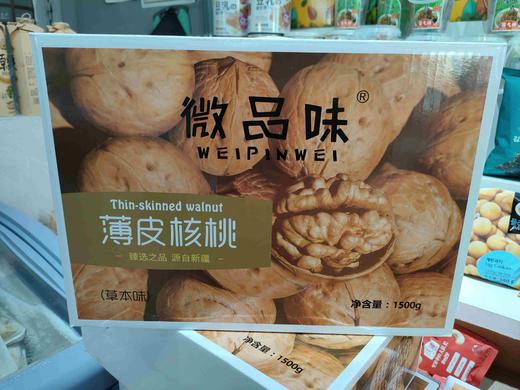 微品味®
WEIPINWEI
Thin-skinned walnut
薄皮核桃
臻选之品 源自新疆
(草本味)
净含量：1500g
净含量：1500g